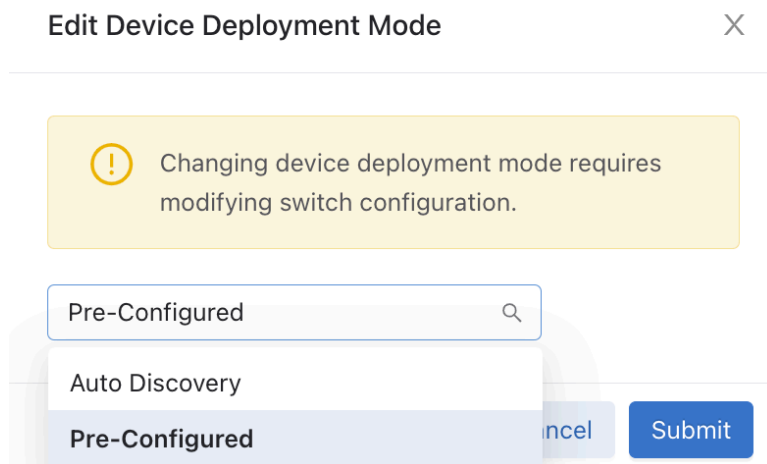 Edit Device Deployment Mode
Changing device deployment mode requires
modifying switch configuration.
Pre-Configured
Auto Discovery
Pre-Configured
ncel
Submit